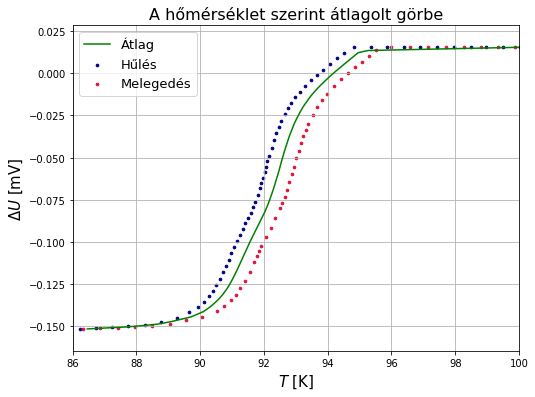 A hőmérséklet szerint átlagolt görbe
Átlag
Hűlés
Melegedés
0.025
0.000
−0.025
−0.050
−0.075
−0.100
−0.125
−0.150
ΔU [mV]
86 88 90 92 94 96 98 100
T [K]